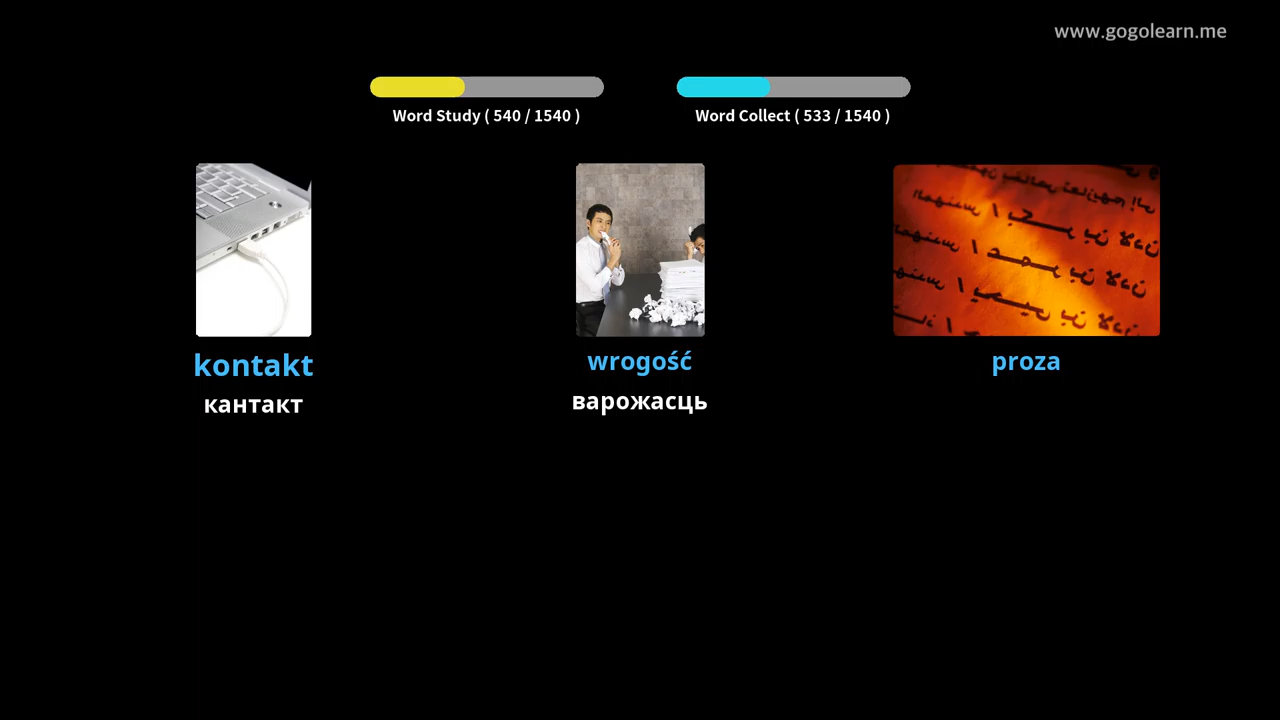 www.gogolearn.me
Word Study ( 540 / 1540 )
Word Collect ( 533 / 1540 )
kontakt
wrogość
proza
кантакт
варожасць